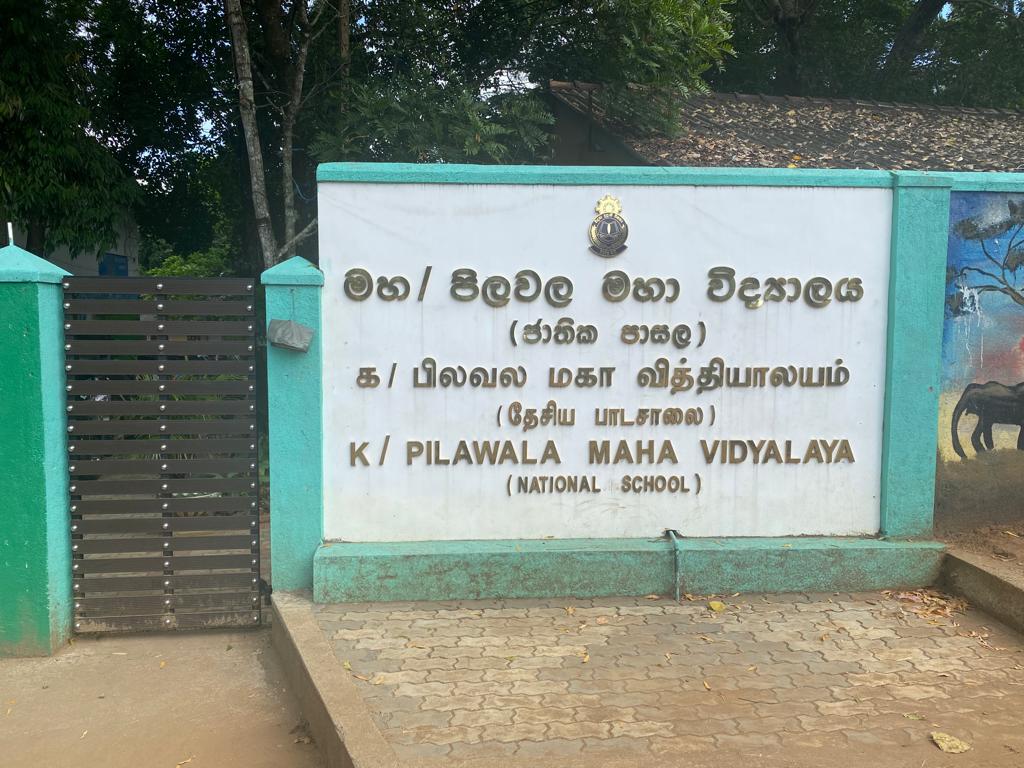 මහ/ පිලවල මහා විද්‍යාලය
(ජාතික පාසල)
க/ பிலவல மகா வித்தியாலயம்
(தேசிய பாடசாலை)
K/ PILAWALA MAHA VIDYALAYA
(NATIONAL SCHOOL)